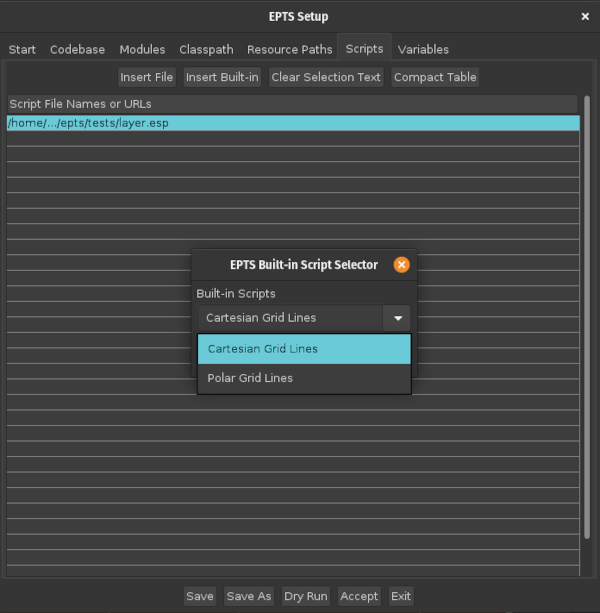 EPTS Setup
Start Codebase Modules Classpath Resource Paths Scripts Variables
Insert File Insert Built-in Clear Selection Text Compact Table
Script File Names or URLs
/home/.../epts/tests/layer.esp
EPTS Built-in Script Selector
Built-in Scripts
Cartesian Grid Lines
Cartesian Grid Lines
Polar Grid Lines
Save Save As Dry Run Accept Exit